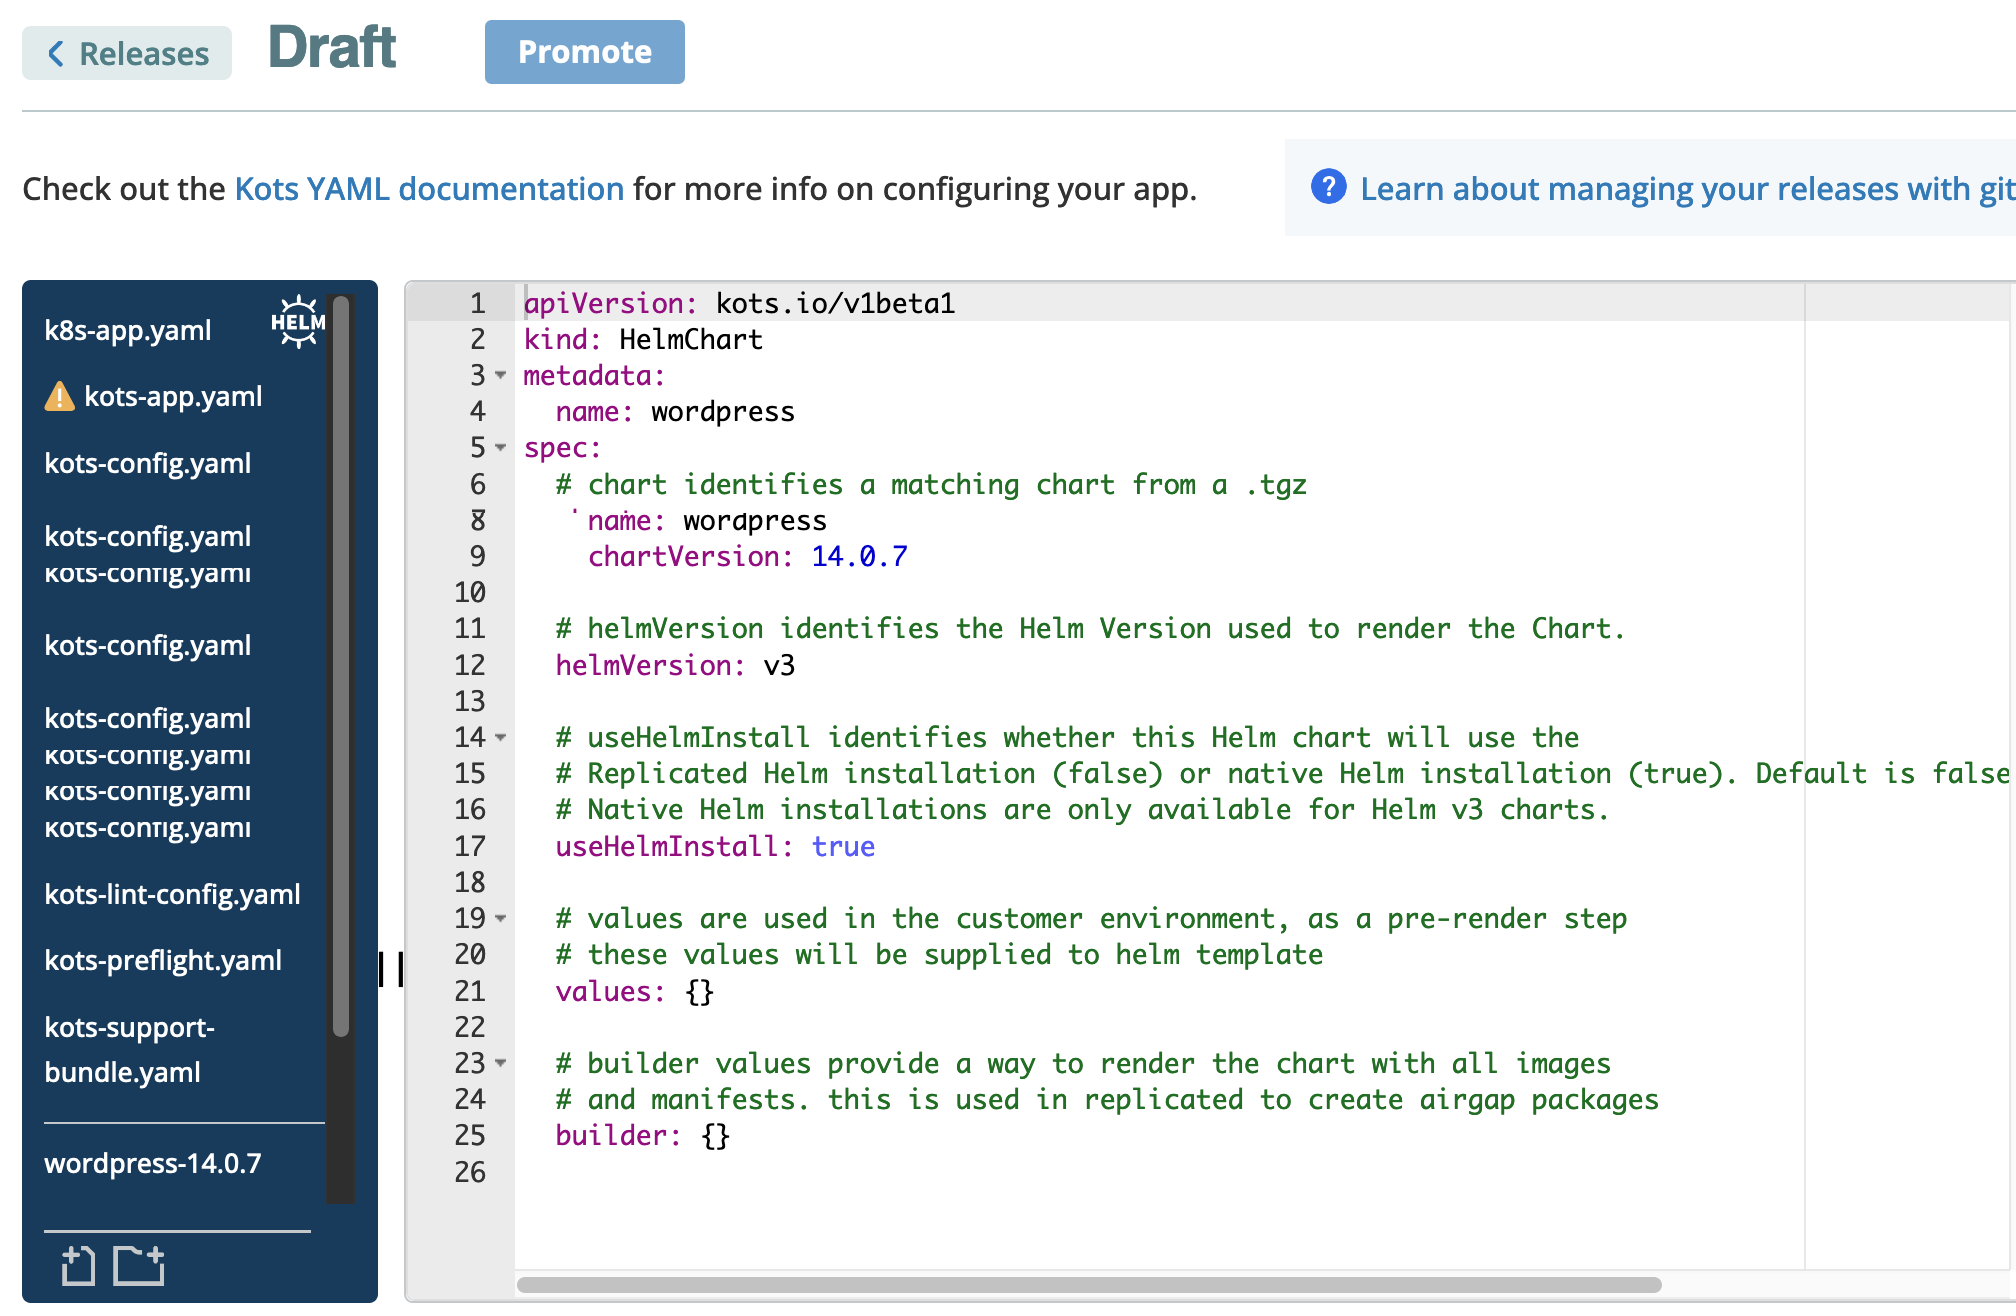 Releases
Draft
Promote
Check out the Kots YAML documentation for more info on configuring your app.
? Learn about managing your releases with git
k8s-app.yaml
HELM
kots-app.yaml
kots-config.yaml
kots-config.yaml
kots-config.yaml
kots-config.yaml
kots-config.yaml
kots-config.yaml
kots-config.yaml
kots-config.yaml
kots-lint-config.yaml
kots-preflight.yaml
kots-support-
bundle.yaml
wordpress-14.0.7
1 apiVersion: kots.io/v1beta1
2 kind: HelmChart
3 metadata:
4   name: wordpress
5 spec:
6   # chart identifies a matching chart from a .tgz
8     name: wordpress
9     chartVersion: 14.0.7
10
11   # helmVersion identifies the Helm Version used to render the Chart.
12   helmVersion: v3
13
14   # useHelmInstall identifies whether this Helm chart will use the
15   # Replicated Helm installation (false) or native Helm installation (true). Default is false
16   # Native Helm installations are only available for Helm v3 charts.
17   useHelmInstall: true
18
19   # values are used in the customer environment, as a pre-render step
20   # these values will be supplied to helm template
21   values: {}
22
23   # builder values provide a way to render the chart with all images
24   # and manifests. this is used in replicated to create airgap packages
25   builder: {}
26